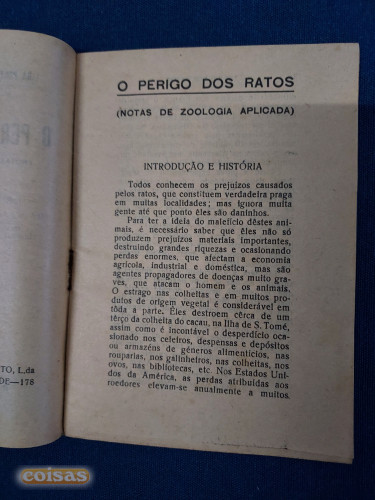 O PERIGO DOS RATOS
(NOTAS DE ZOOLOGIA APLICADA)
INTRODUÇÃO E HISTÓRIA
Todos conhecem os prejuízos causados
pelos ratos, que constituem verdadeira praga
em muitas localidades; mas ignora muita
gente até que ponto êles são daninhos.
Para ter a ideia do malefício dêstes ani-
mais, é necessário saber que êles não só
produzem prejuízos materiais importantes,
destruindo grandes riquezas e ocasionando
perdas enormes, que afectam a economia
agrícola, industrial e doméstica, mas são
agentes propagadores de doenças muito gra-
ves, que atacam o homem e os animais.
O estrago nas colheitas e em muitos pro-
dutos de origem vegetal é considerável em
tôda a parte. Êles destroem cêrca de um
têrço da colheita do cacau, na Ilha de S. Tomé,
assim como é incontável o desperdício oca-
sionado nos celeiros, despensas e depósitos
ou armazéns de géneros alimentícios, nas
rouparias, nos galinheiros, nas colheitas, nos
ovos, nas bibliotecas, etc. Nos Estados Uni-
dos da América, as perdas atribuídas aos
roedores elevam-se anualmente a muitos
TO, L.da
DE—178
coisas